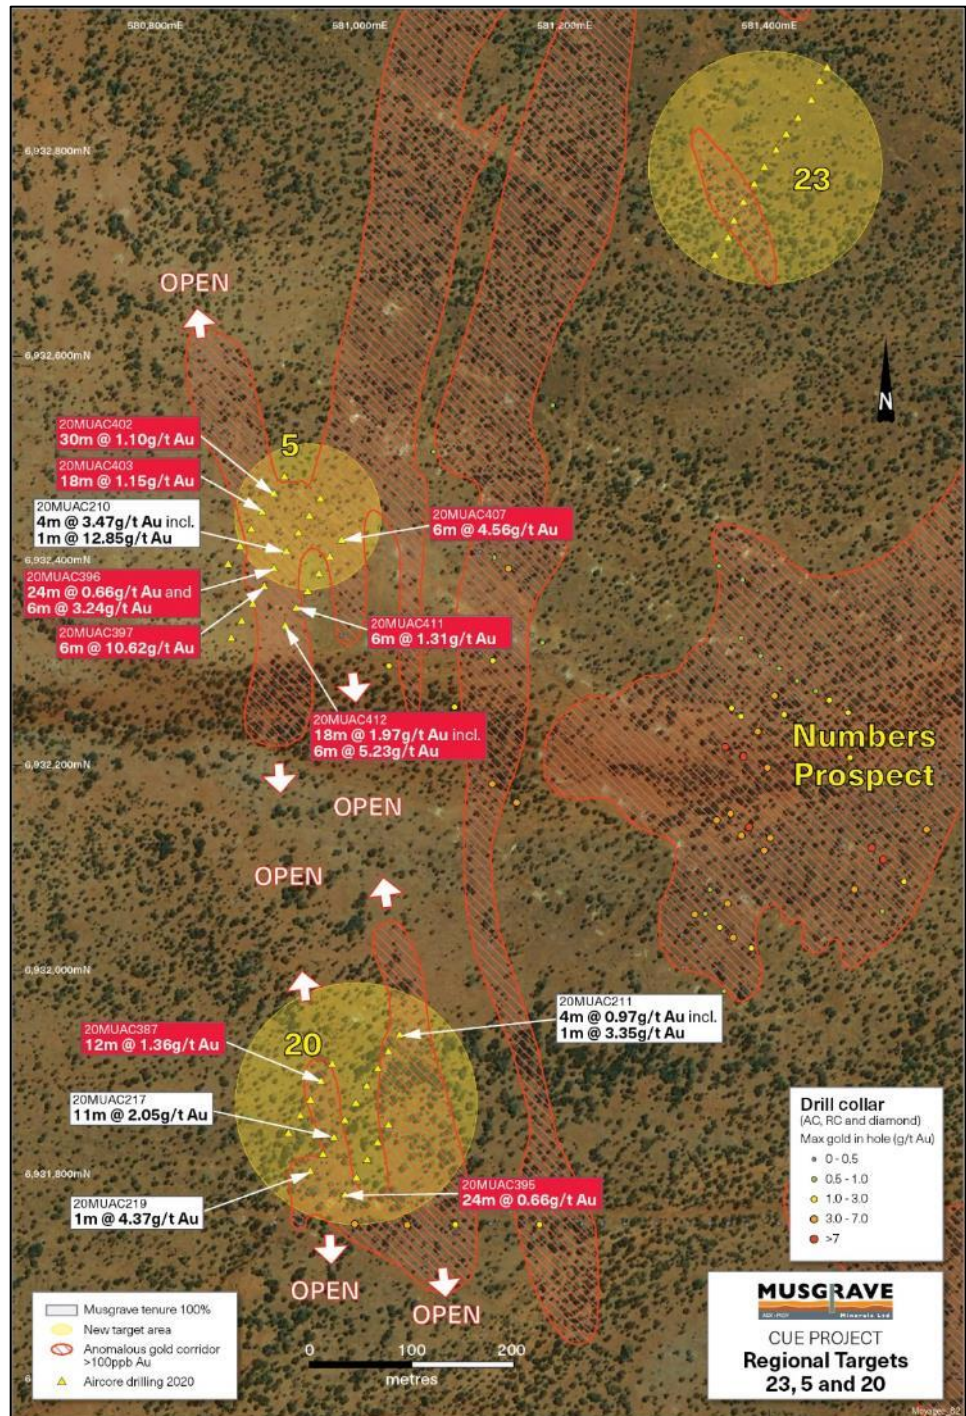 580,800mE
581,000mE
581,200mE
581,400mE
6,932,800mN
23
OPEN
N
6,932,600mN
20MUAC402
30m @ 1.10g/t Au
5
20MUAC403
18m @ 1.15g/t Au
20MUAC210
4m @ 3.47g/t Au incl.
1m @ 12.85g/t Au
20MUAC407
6m @ 4.56g/t Au
6,932,400mN
20MUAC396
24m @ 0.66g/t Au and
6m @ 3.24g/t Au
20MUAC397
6m @ 10.62g/t Au
20MUAC411
6m @ 1.31g/t Au
20MUAC412
18m @ 1.97g/t Au incl.
6m @ 5.23g/t Au
Numbers
Prospect
6,932,200mN
OPEN
OPEN
6,932,000mN
20MUAC211
4m @ 0.97g/t Au incl.
1m @ 3.35g/t Au
20
20MUAC387
12m @ 1.36g/t Au
20MUAC217
11m @ 2.05g/t Au
6,931,800mN
20MUAC395
24m @ 0.66g/t Au
20MUAC219
1m @ 4.37g/t Au
OPEN
OPEN
Drill collar
(AC, RC and diamond)
Max gold in hole (g/t Au)
0 - 0.5
0.5 - 1.0
1.0 - 3.0
3.0 - 7.0
>7
Musgrave tenure 100%
New target area
Anomalous gold corridor
>100ppb Au
Aircore drilling 2020
0 100 200
metres
MUSGRAVE
Minerals Ltd
CUE PROJECT
Regional Targets
23, 5 and 20